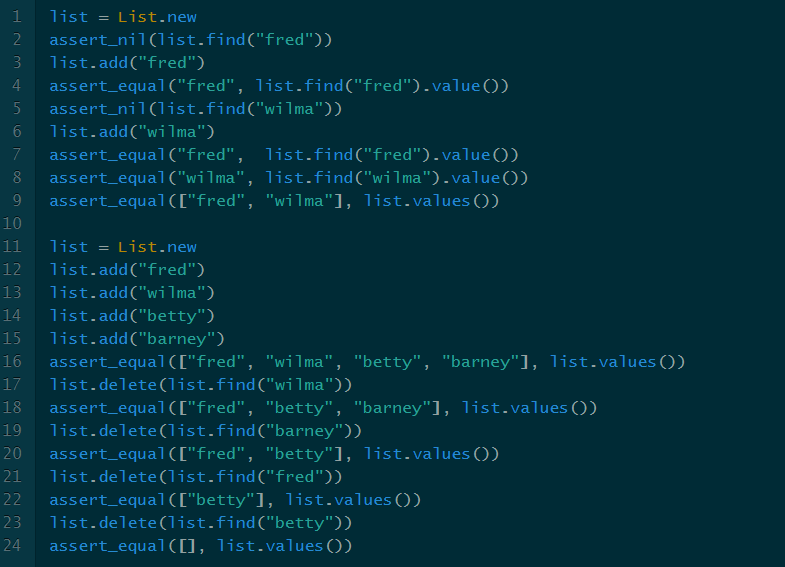 1 list = List.new
2 assert_nil(list.find("fred"))
3 list.add("fred")
4 assert_equal("fred", list.find("fred").value())
5 assert_nil(list.find("wilma"))
6 list.add("wilma")
7 assert_equal("fred",  list.find("fred").value())
8 assert_equal("wilma", list.find("wilma").value())
9 assert_equal(["fred", "wilma"], list.values())
10
11 list = List.new
12 list.add("fred")
13 list.add("wilma")
14 list.add("betty")
15 list.add("barney")
16 assert_equal(["fred", "wilma", "betty", "barney"], list.values())
17 list.delete(list.find("wilma"))
18 assert_equal(["fred", "betty", "barney"], list.values())
19 list.delete(list.find("barney"))
20 assert_equal(["fred", "betty"], list.values())
21 list.delete(list.find("fred"))
22 assert_equal(["betty"], list.values())
23 list.delete(list.find("betty"))
24 assert_equal([], list.values())